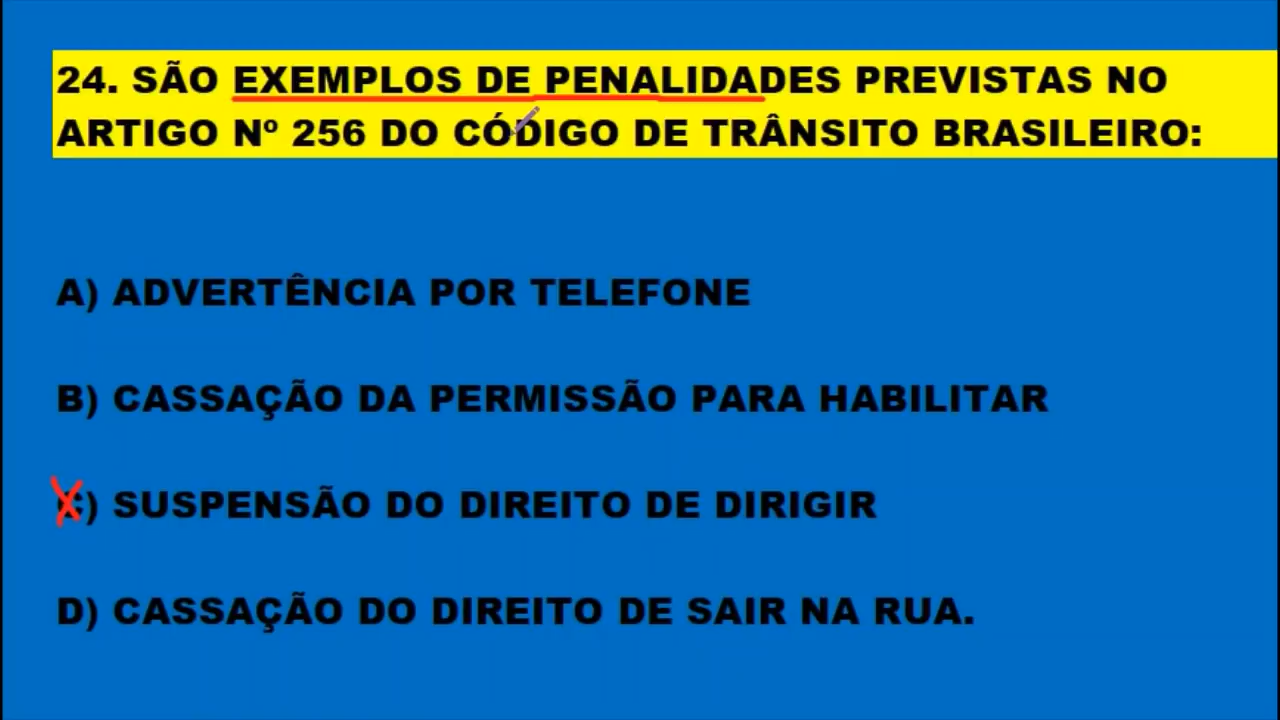 24. SÃO EXEMPLOS DE PENALIDADES PREVISTAS NO
ARTIGO Nº 256 DO CÓDIGO DE TRÂNSITO BRASILEIRO:
A) ADVERTÊNCIA POR TELEFONE
B) CASSAÇÃO DA PERMISSÃO PARA HABILITAR
C) SUSPENSÃO DO DIREITO DE DIRIGIR
D) CASSAÇÃO DO DIREITO DE SAIR NA RUA.